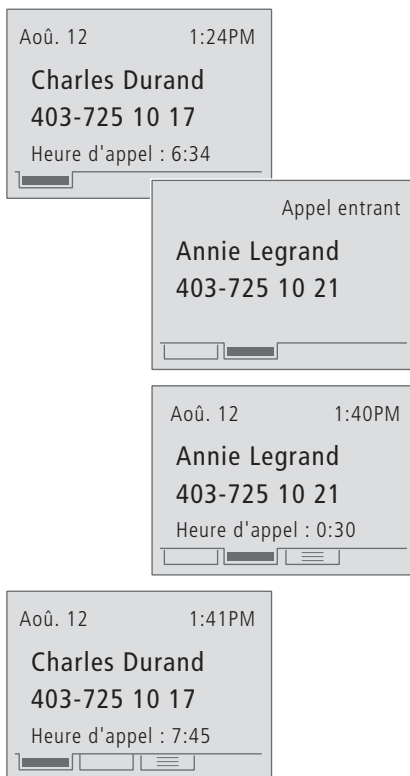 Aoû. 12 1:24PM
Charles Durand
403-725 10 17
Heure d'appel : 6:34
Appel entrant
Annie Legrand
403-725 10 21
Aoû. 12 1:40PM
Annie Legrand
403-725 10 21
Heure d'appel : 0:30
Aoû. 12 1:41PM
Charles Durand
403-725 10 17
Heure d'appel : 7:45